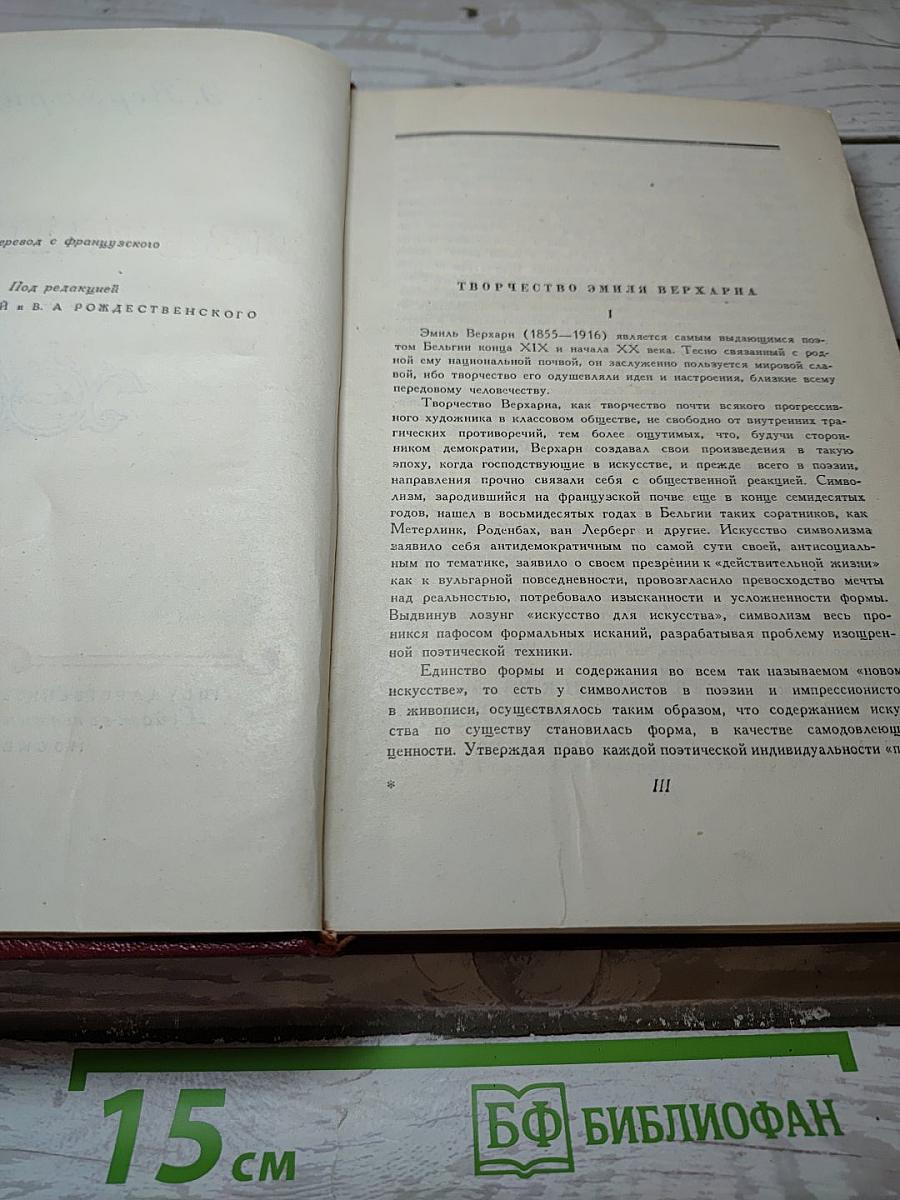 еревод с французского
Под редакцией
Й и В. А РОЖДЕСТВЕНСКОГО
ТВОРЧЕСТВО ЭМИЛЯ ВЕРХАРНА
I
Эмиль Верхарн (1855—1916) является самым выдающимся поэ-
том Бельгии конца XIX и начала XX века. Тесно связанный с род-
ной ему национальной почвой, он заслуженно пользуется мировой сла-
вой, ибо творчество его одушевляли идеи и настроения, близкие всему
передовому человечеству.
Творчество Верхарна, как творчество почти всякого прогрессив-
ного художника в классовом обществе, не свободно от внутренних тра-
гических противоречий, тем более ощутимых, что, будучи сторон-
ником демократии, Верхарн создавал свои произведения в такую
эпоху, когда господствующие в искусстве, и прежде всего в поэзии,
направления прочно связали себя с общественной реакцией. Симво-
лизм, зародившийся на французской почве еще в конце семидесятых
годов, нашел в восьмидесятых годах в Бельгии таких соратников, как
Метерлинк, Роденбах, ван Лерберг и другие. Искусство символизма
заявило себя антидемократичным по самой сути своей, антисоциаль-
ным по тематике, заявило о своем презрении к «действительной жизни»
как к вульгарной повседневности, провозгласило превосходство мечты
над реальностью, потребовало изысканности и усложненности формы.
Выдвинув лозунг «искусство для искусства», символизм весь про-
никся пафосом формальных исканий, разрабатывая проблему изощрен-
ной поэтической техники.
Единство формы и содержания во всем так называемом «новом
искусстве», то есть у символистов в поэзии и импрессионисто
в живописи, осуществлялось таким образом, что содержанием иску
ства по существу становилась форма, в качестве самодовлеющ
ценности. Утверждая право каждой поэтической индивидуальности «п
* III
15 см
БФ БИБЛИОФАН